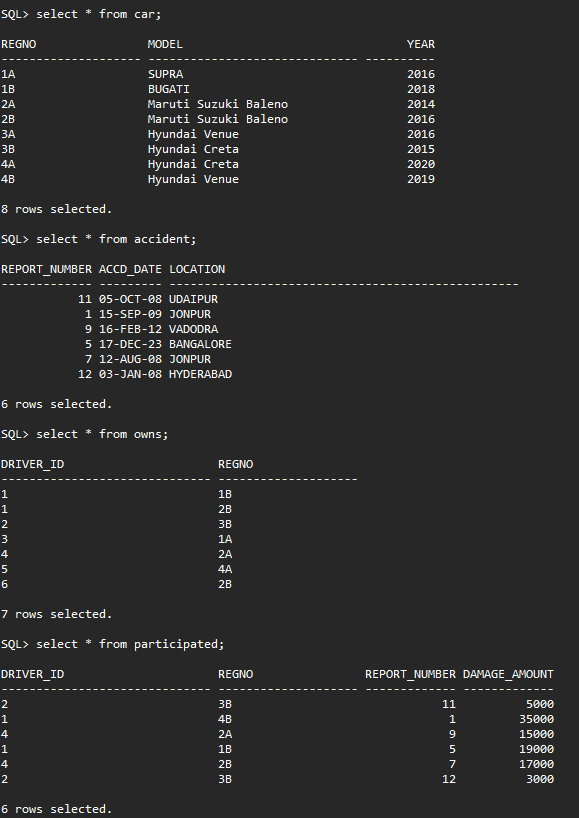 SQL> select * from car;
REGNO                MODEL                          YEAR
-------------------- ------------------------------ ----------
1A                   SUPRA                                2016
1B                   BUGATI                               2018
2A                   Maruti Suzuki Baleno                 2014
2B                   Maruti Suzuki Baleno                 2016
3A                   Hyundai Venue                        2016
3B                   Hyundai Creta                        2015
4A                   Hyundai Creta                        2020
4B                   Hyundai Venue                        2019
8 rows selected.
SQL> select * from accident;
REPORT_NUMBER ACCD_DATE LOCATION
------------- --------- --------------------------------------------------
           11 05-OCT-08 UDAIPUR
            1 15-SEP-09 JONPUR
            9 16-FEB-12 VADODRA
            5 17-DEC-23 BANGALORE
            7 12-AUG-08 JONPUR
           12 03-JAN-08 HYDERABAD
6 rows selected.
SQL> select * from owns;
DRIVER_ID                      REGNO
------------------------------ --------------------
1                              1B
1                              2B
2                              3B
3                              1A
4                              2A
5                              4A
6                              2B
7 rows selected.
SQL> select * from participated;
DRIVER_ID                      REGNO                REPORT_NUMBER DAMAGE_AMOUNT
------------------------------ -------------------- ------------- -------------
2                              3B                              11          5000
1                              4B                               1         35000
4                              2A                               9         15000
1                              1B                               5         19000
4                              2B                               7         17000
2                              3B                              12          3000
6 rows selected.